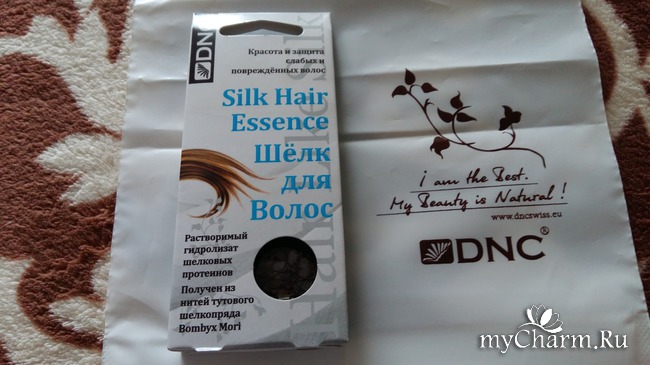 DNC
Красота и защита
слабых и
повреждённых волос
Silk Hair
Essence
Шёлк
для
Волос
Растворимый
гидролизат
шелковых
протеинов
Получен из
нитей тутового
шелкопряда
Bombyx Mori
I am the Best.
My Beauty is Natural!
www.dncswiss.eu
DNC®
myCharm.Ru